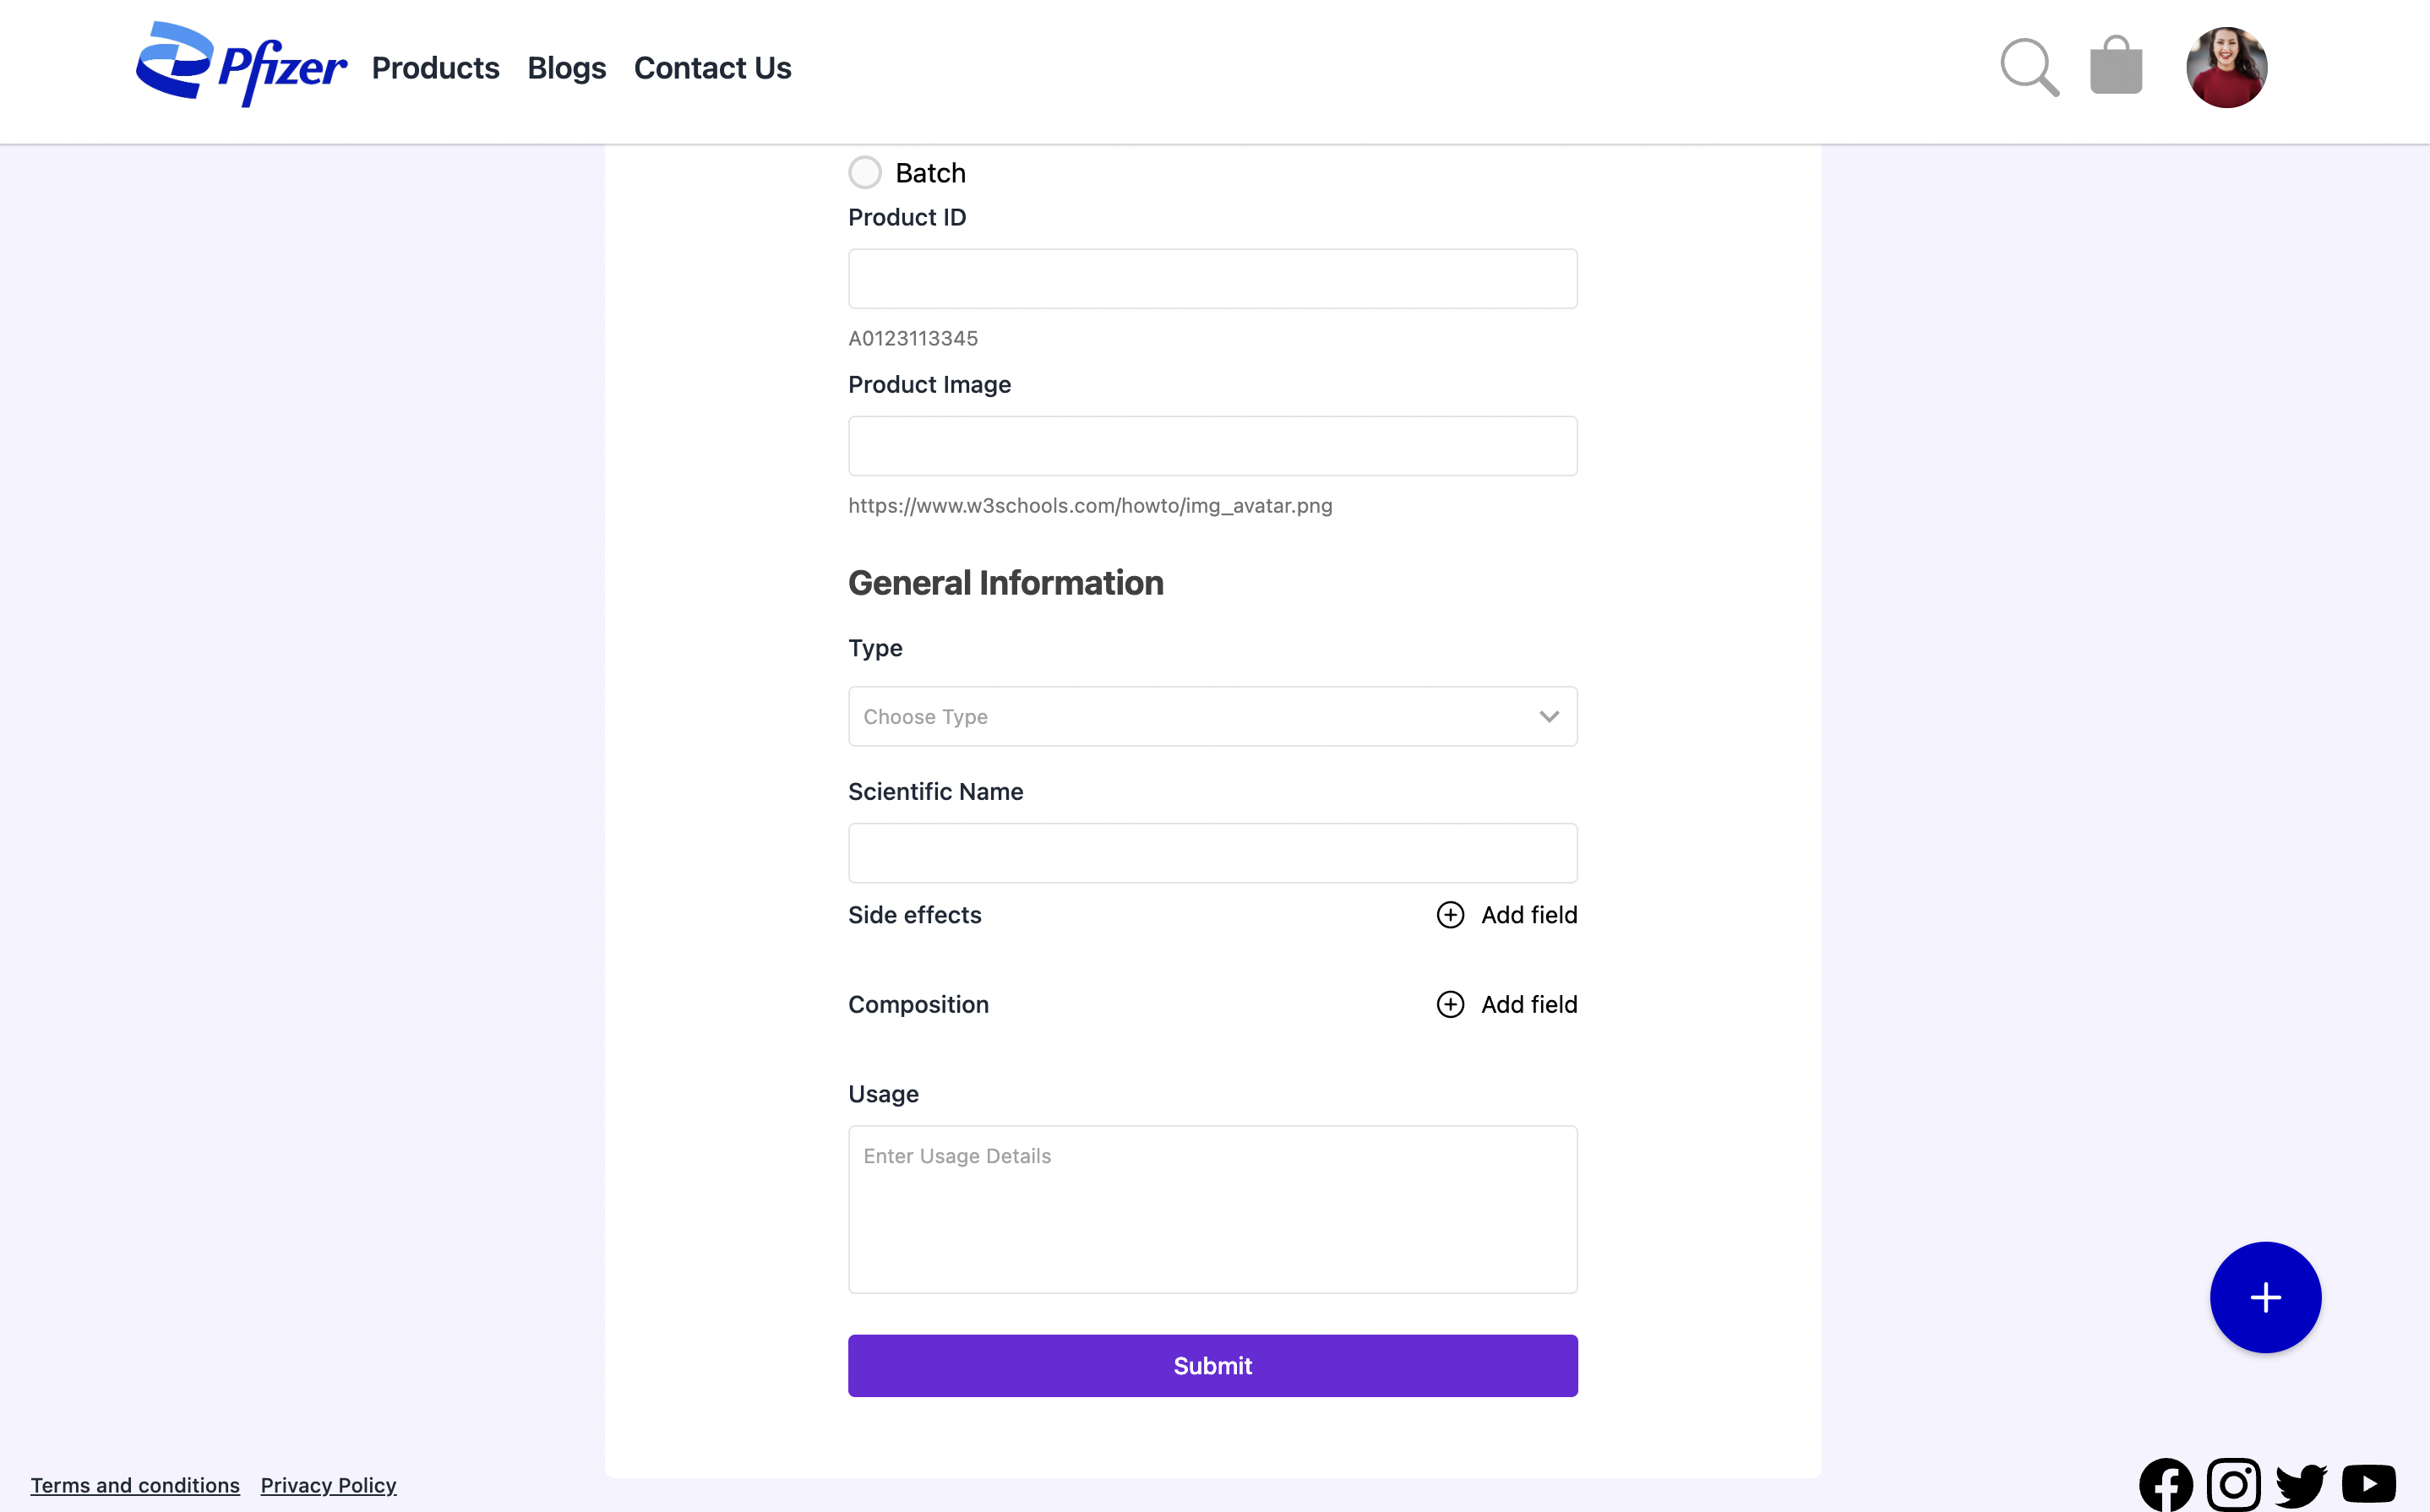 Pfizer Products Blogs Contact Us
Batch
Product ID
A0123113345
Product Image
https://www.w3schools.com/howto/img_avatar.png
General Information
Type
Choose Type
Scientific Name
Side effects Add field
Composition Add field
Usage
Enter Usage Details
Submit
Terms and conditions Privacy Policy